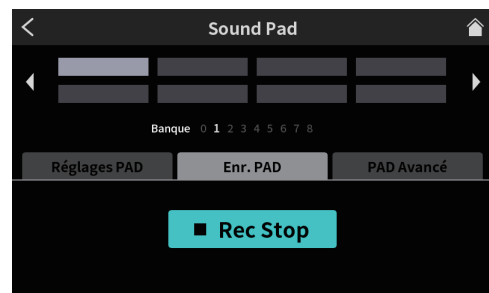 Sound Pad
Banque 0 1 2 3 4 5 6 7 8
Réglages PAD Enr. PAD PAD Avancé
Rec Stop